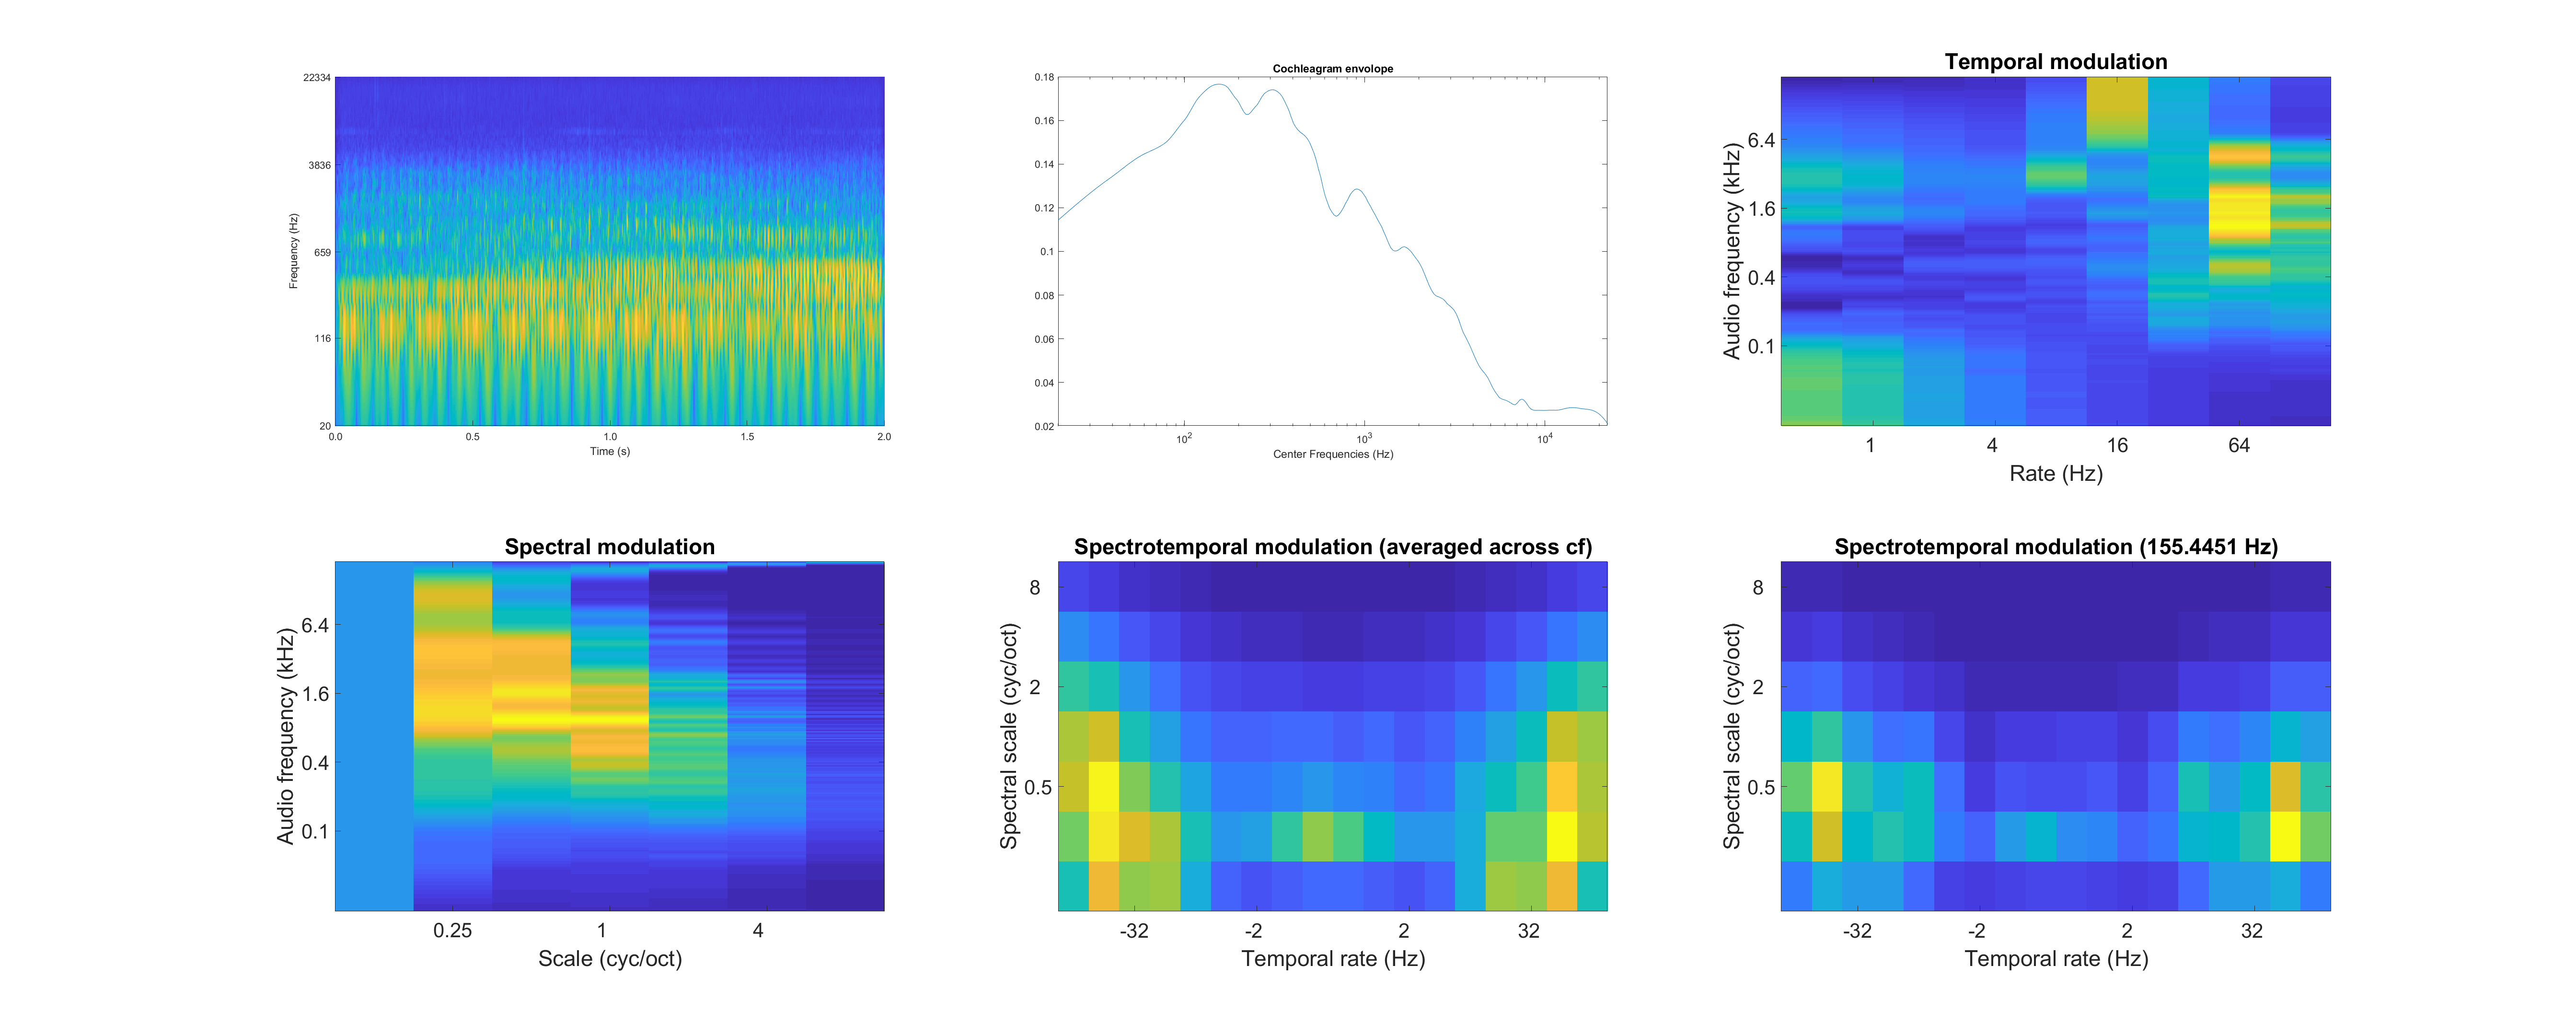 22334
3836
659
116
20
0.0 0.5 1.0 1.5 2.0
Time (s)
Frequency (Hz)
Cochleagram envolope
0.18
0.16
0.14
0.12
0.1
0.08
0.06
0.04
0.02
10^2 10^3 10^4
Center Frequencies (Hz)
Temporal modulation
6.4
1.6
0.4
0.1
1 4 16 64
Rate (Hz)
Audio frequency (kHz)
Spectral modulation
6.4
1.6
0.4
0.1
0.25 1 4
Scale (cyc/oct)
Audio frequency (kHz)
Spectrotemporal modulation (averaged across cf)
8
2
0.5
-32 -2 2 32
Temporal rate (Hz)
Spectral scale (cyc/oct)
Spectrotemporal modulation (155.4451 Hz)
8
2
0.5
-32 -2 2 32
Temporal rate (Hz)
Spectral scale (cyc/oct)